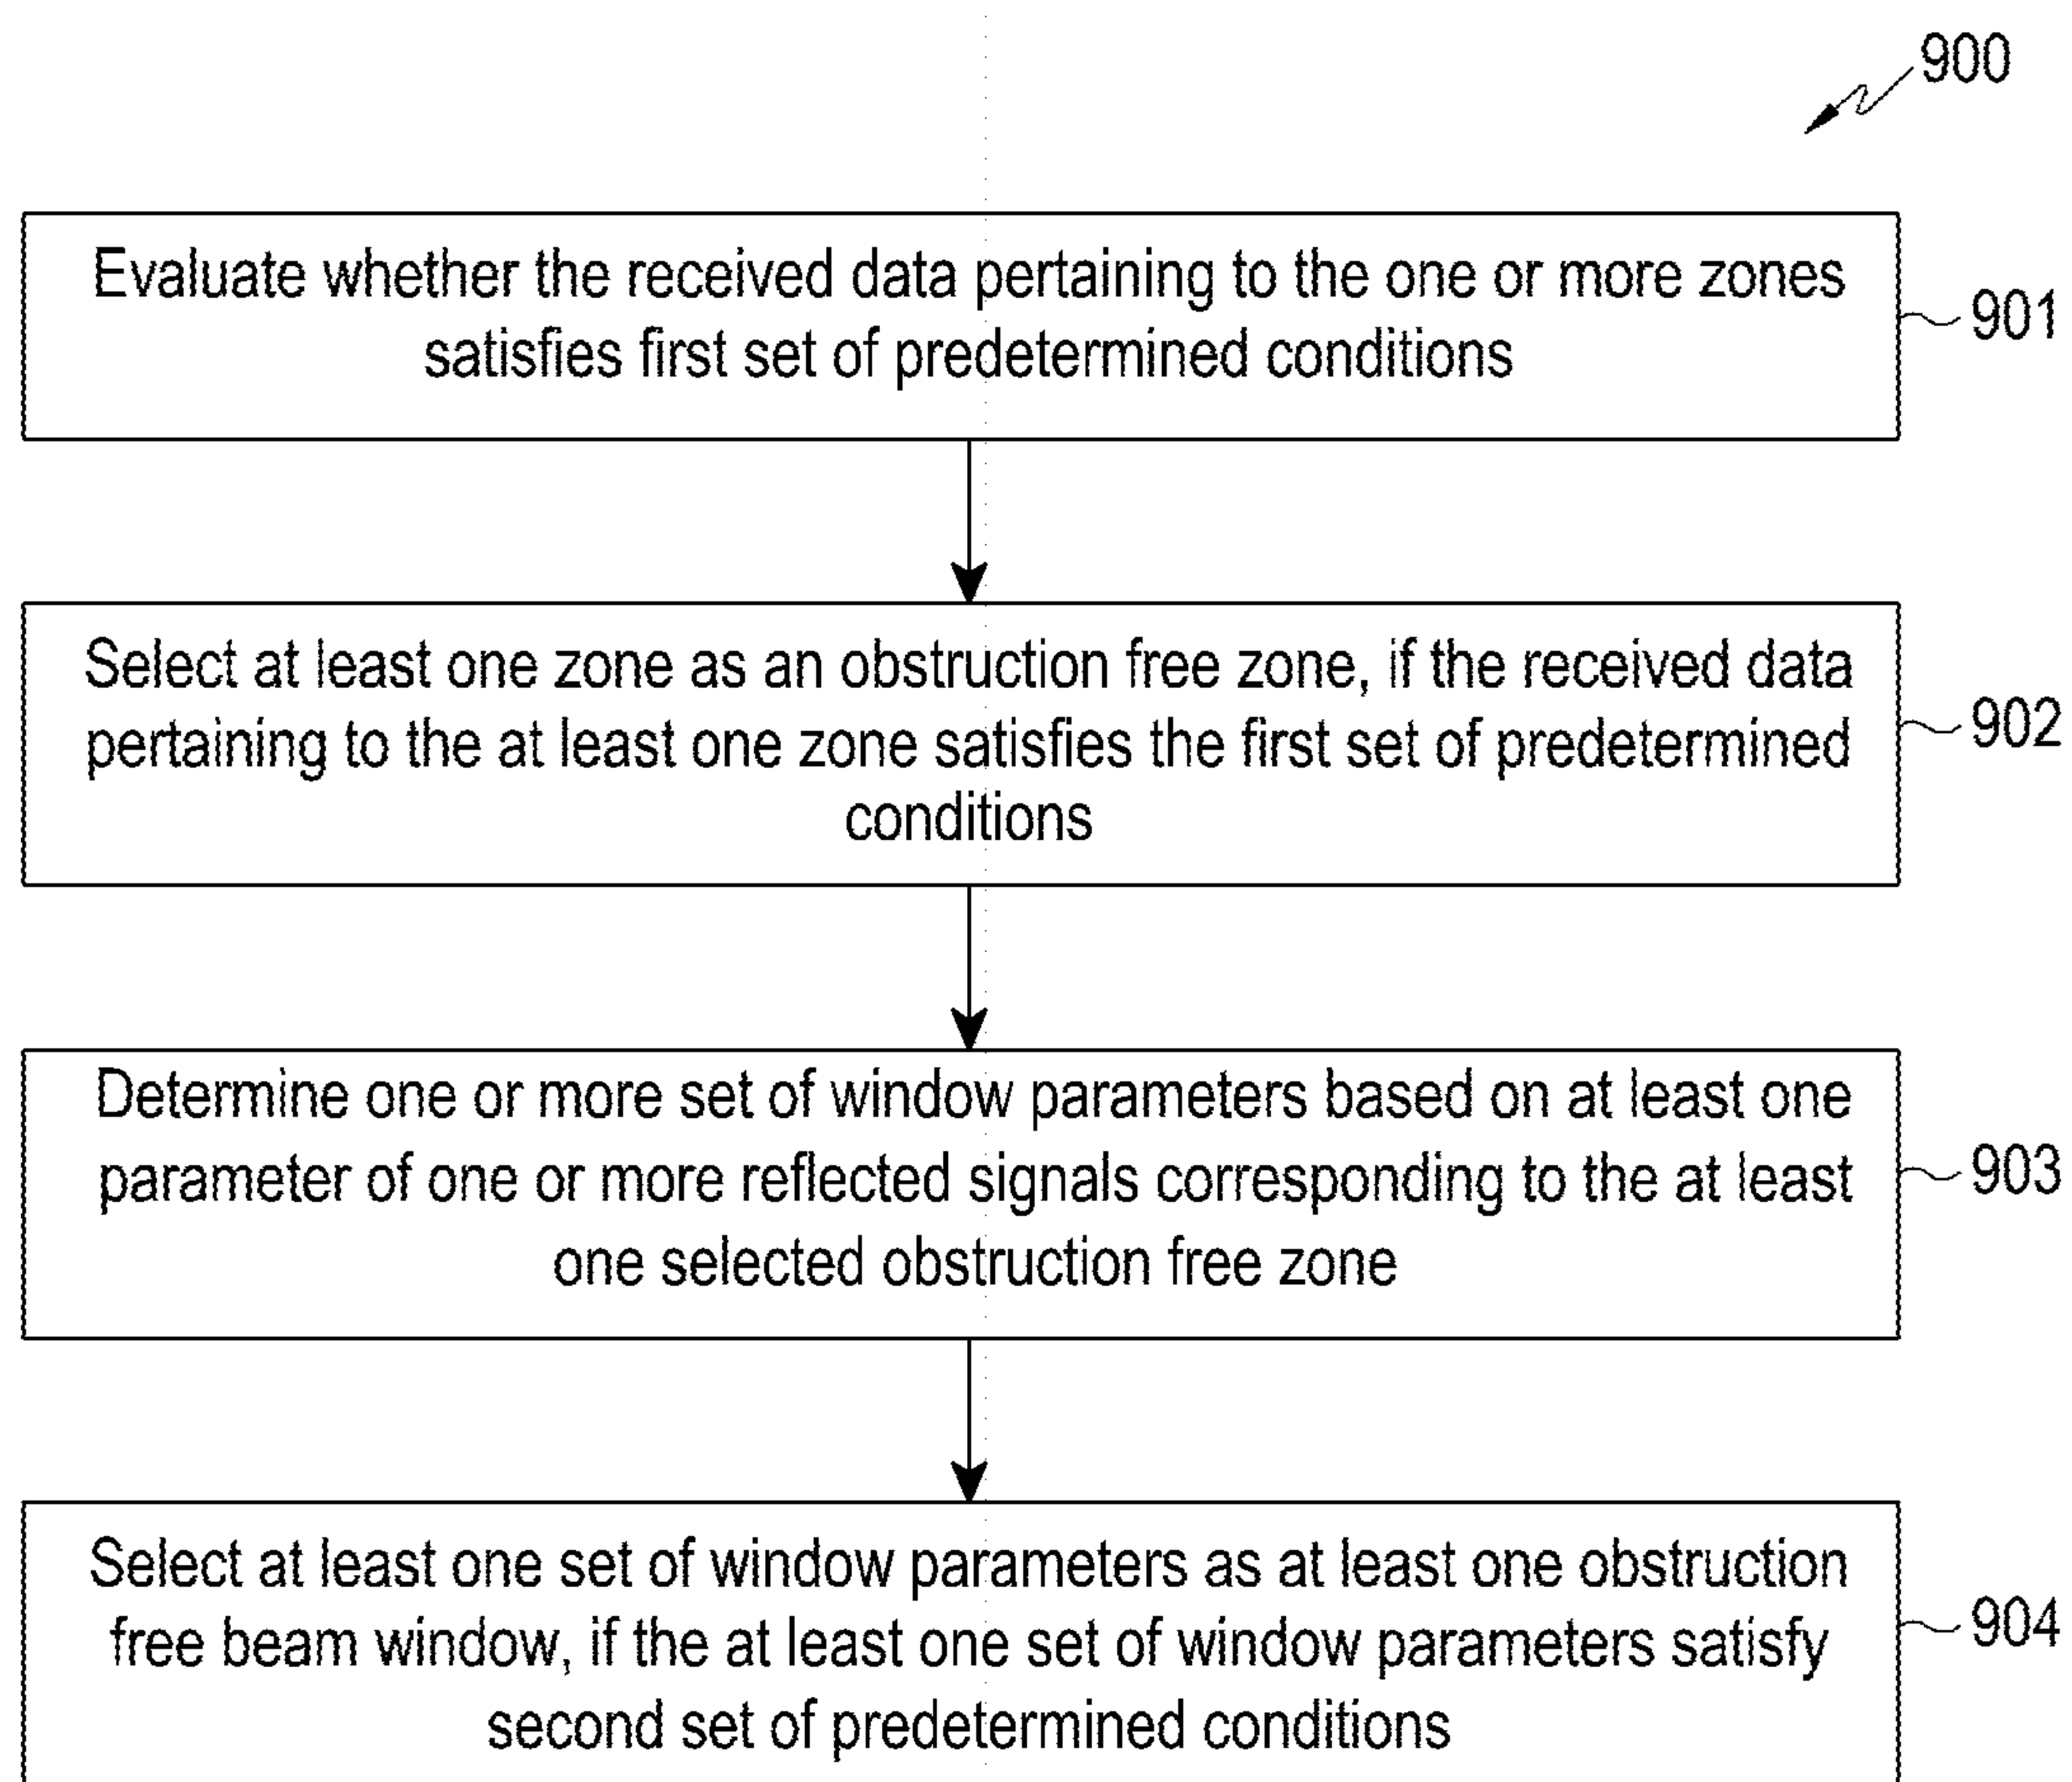 900
Evaluate whether the received data pertaining to the one or more zones
satisfies first set of predetermined conditions
901
Select at least one zone as an obstruction free zone, if the received data
pertaining to the at least one zone satisfies the first set of predetermined
conditions
902
Determine one or more set of window parameters based on at least one
parameter of one or more reflected signals corresponding to the at least
one selected obstruction free zone
903
Select at least one set of window parameters as at least one obstruction
free beam window, if the at least one set of window parameters satisfy
second set of predetermined conditions
904